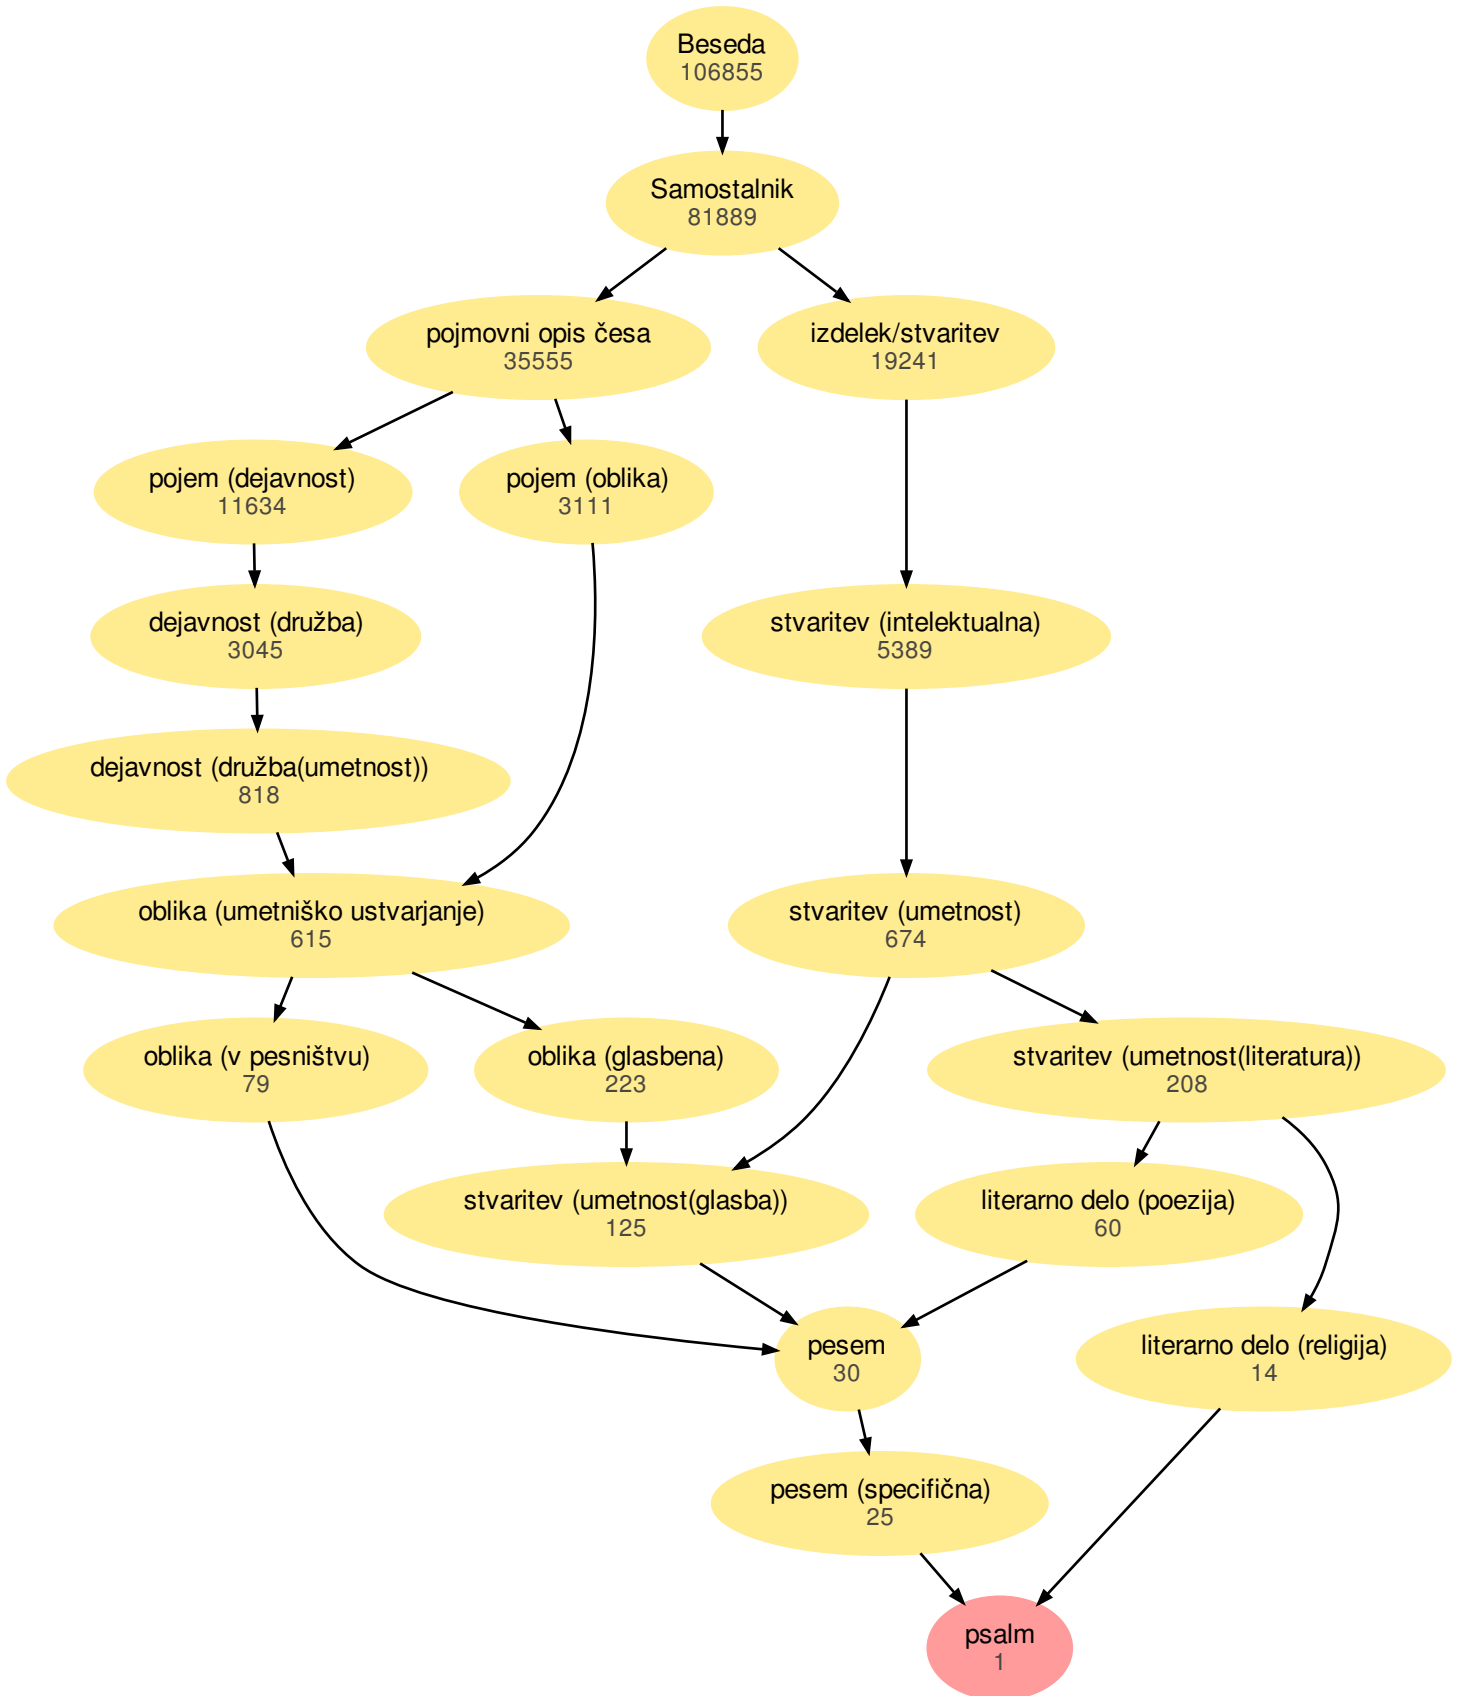 Beseda
106855
Samostalnik
81889
pojmovni opis česa
35555
izdelek/stvaritev
19241
pojem (dejavnost)
11634
pojem (oblika)
3111
dejavnost (družba)
3045
stvaritev (intelektualna)
5389
dejavnost (družba(umetnost))
818
oblika (umetniško ustvarjanje)
615
stvaritev (umetnost)
674
oblika (v pesništvu)
79
oblika (glasbena)
223
stvaritev (umetnost(literatura))
208
stvaritev (umetnost(glasba))
125
literarno delo (poezija)
60
pesem
30
literarno delo (religija)
14
pesem (specifična)
25
psalm
1